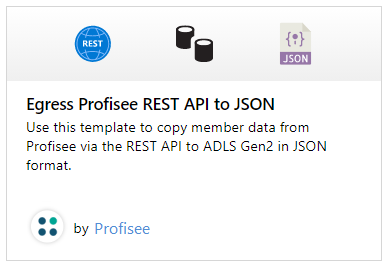 REST
{;}
JSON
Egress Profisee REST API to JSON
Use this template to copy member data from
Profisee via the REST API to ADLS Gen2 in JSON
format.
by Profisee